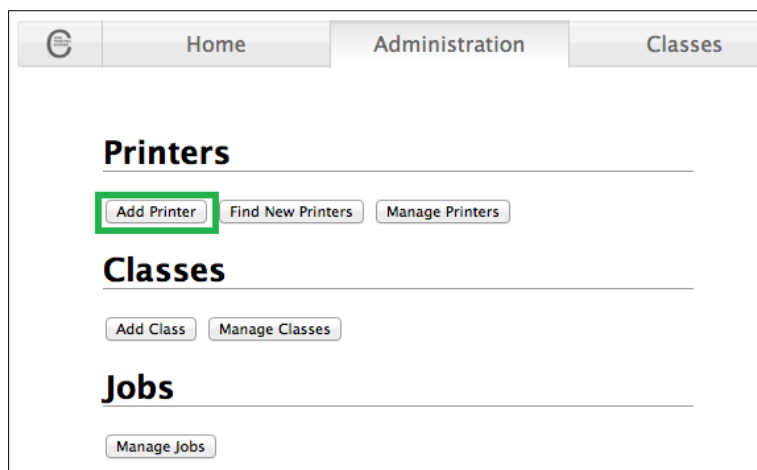 Home Administration Classes
Printers
Add Printer Find New Printers Manage Printers
Classes
Add Class Manage Classes
Jobs
Manage Jobs